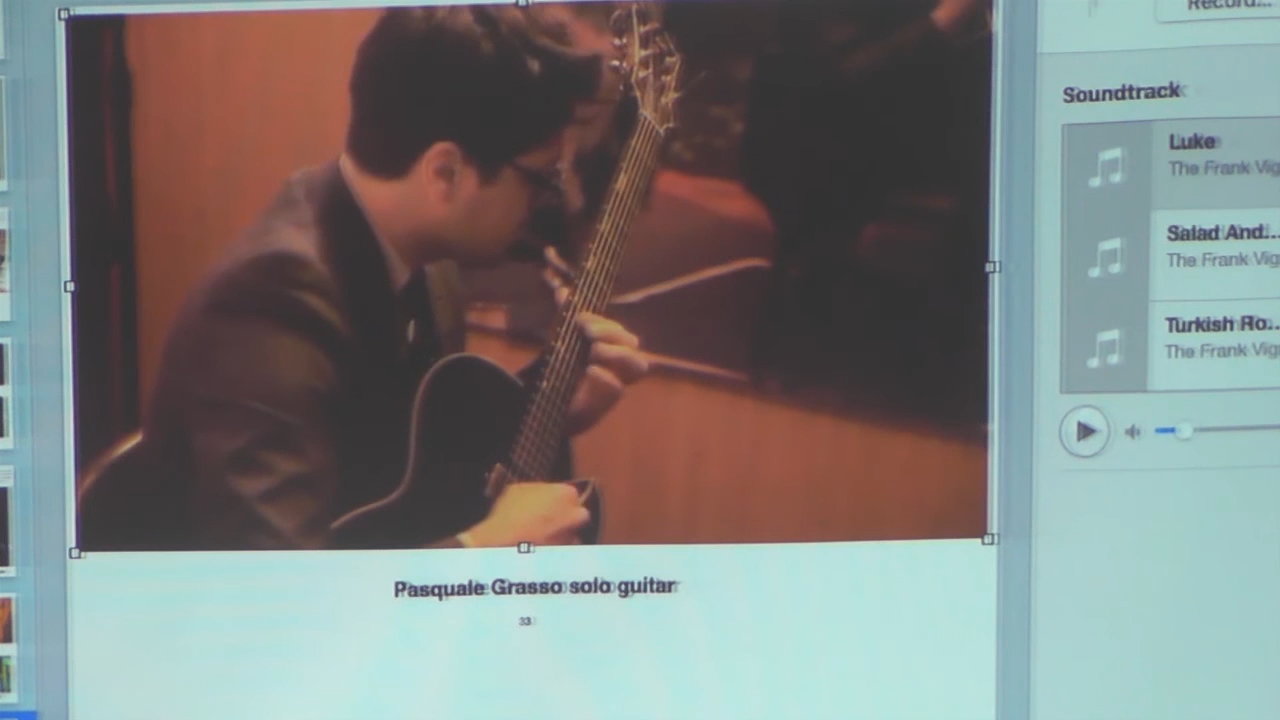 Record...
Soundtrack
Luke
The Frank Vig
Salad And...
The Frank Vig
Turkish Ro...
The Frank Vig
Pasquale Grasso solo guitar
33